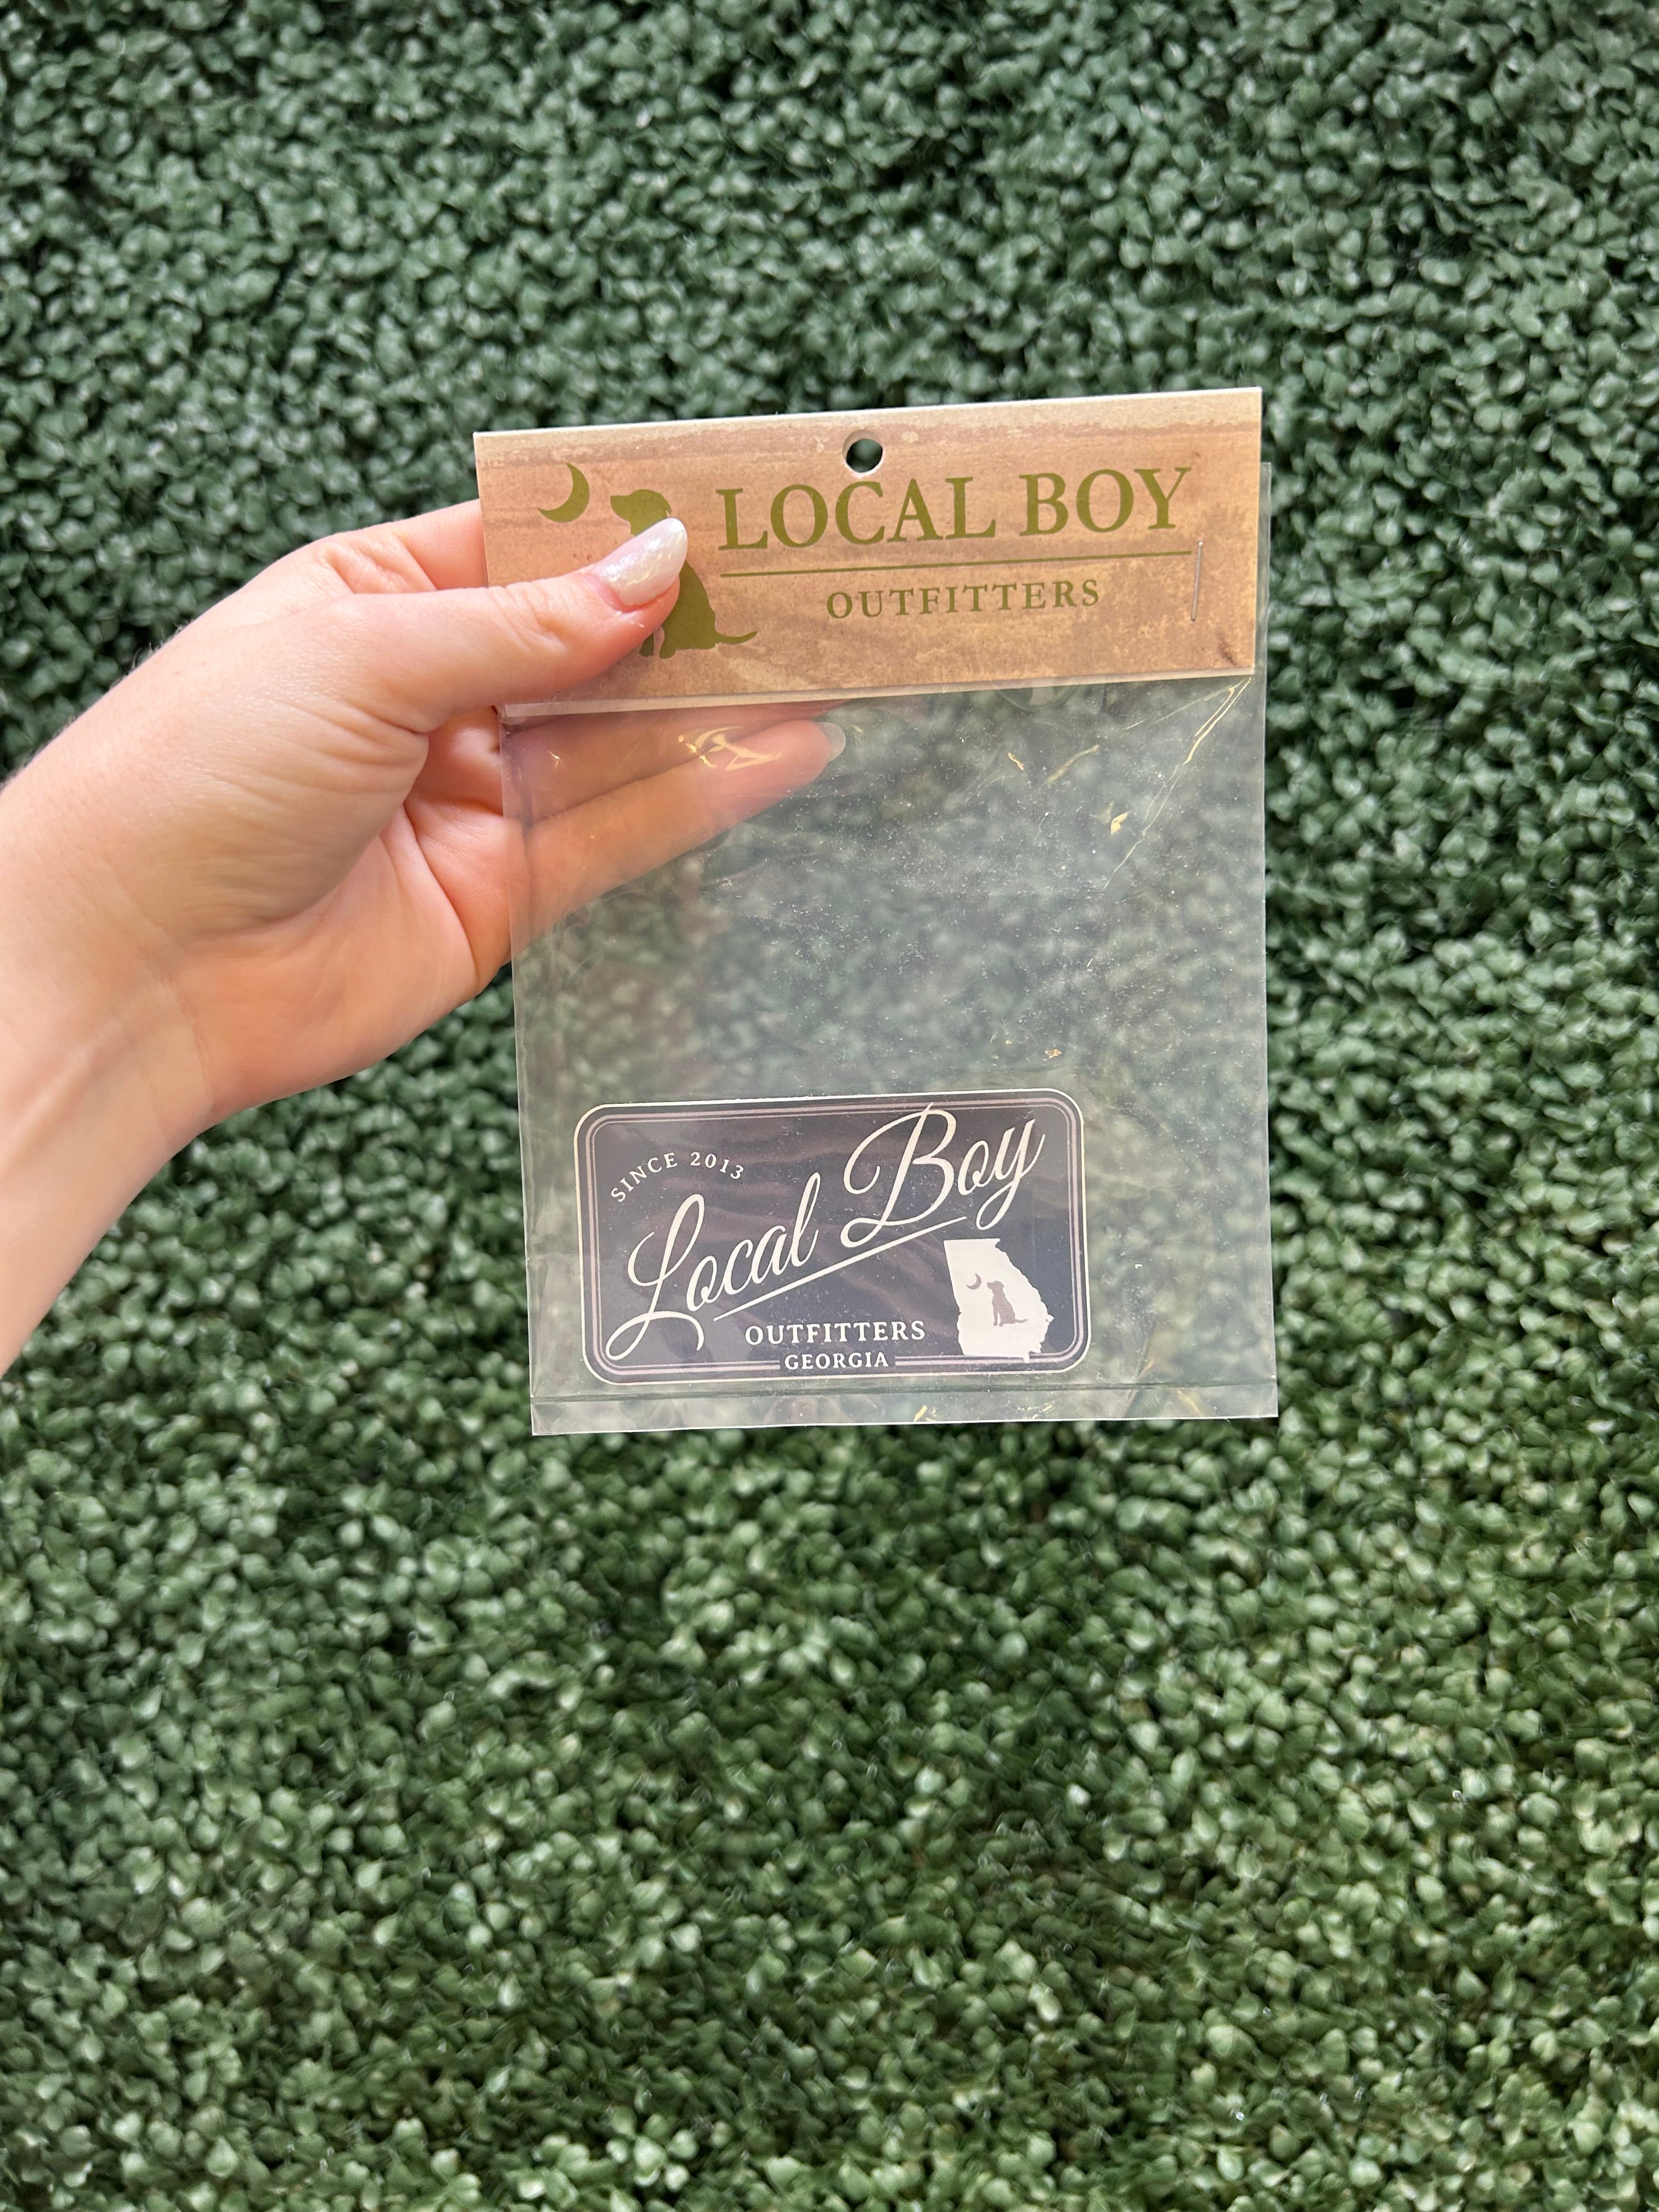 LOCAL BOY
OUTFITTERS
SINCE 2013
Local Boy
OUTFITTERS
GEORGIA